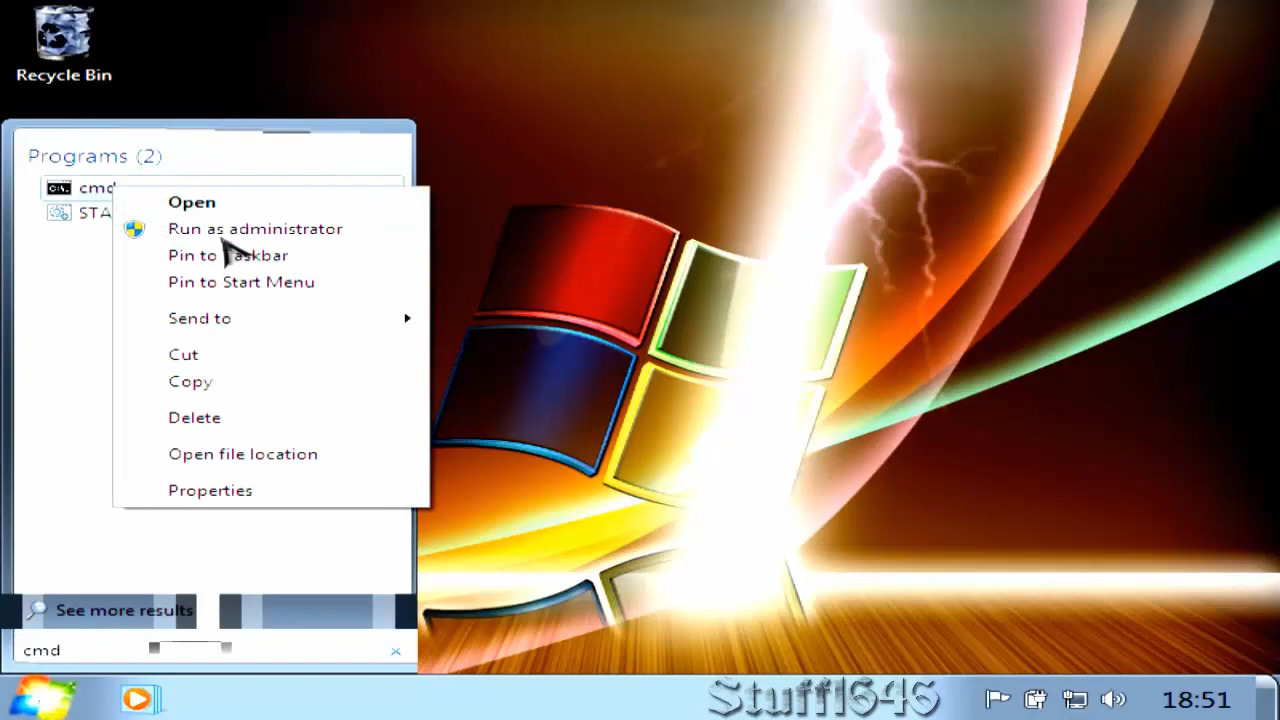 Recycle Bin
Programs (2)
cmd
STA
Open
Run as administrator
Pin to Taskbar
Pin to Start Menu
Send to
Cut
Copy
Delete
Open file location
Properties
See more results
cmd
Stuff1646
18:51